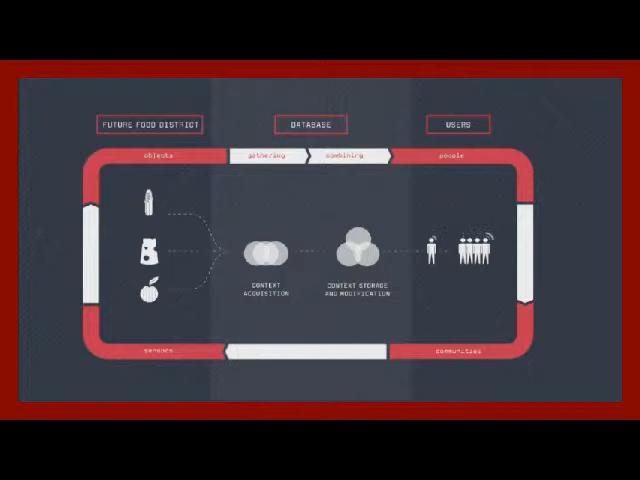 FUTURE FOOD DISTRICT
DATABASE
USERS
objects
gathering
combining
people
CONTEXT
ACQUISITION
CONTEXT STORAGE
AND MODIFICATION
sensors
communities